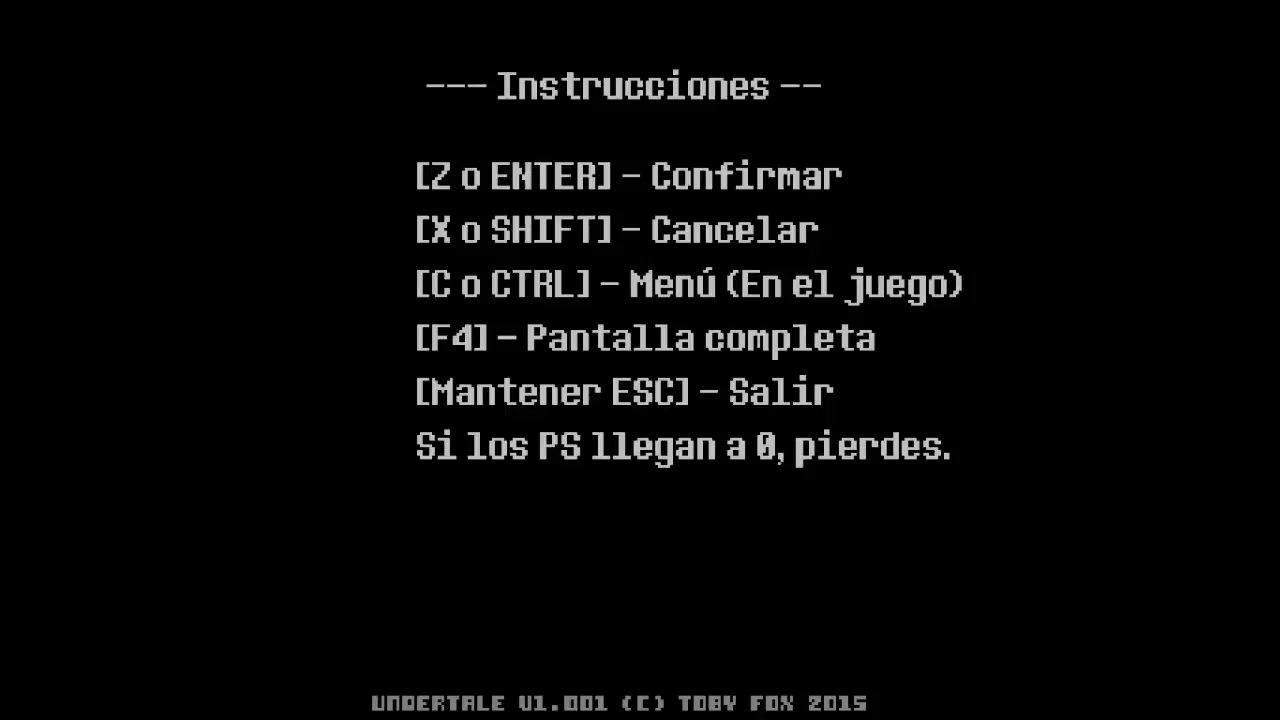 --- Instrucciones --
[Z o ENTER] - Confirmar
[X o SHIFT] - Cancelar
[C o CTRL] - Menú (En el juego)
[F4] - Pantalla completa
[Mantener ESC] - Salir
Si los PS llegan a 0, pierdes.
UNDERTALE V1.001 (C) TOBY FOX 2015